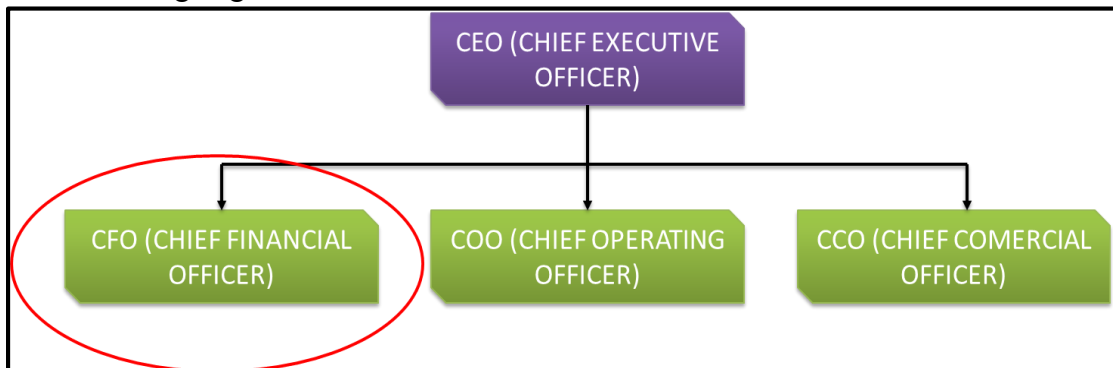 CEO (CHIEF EXECUTIVE
OFFICER)
CFO (CHIEF FINANCIAL
OFFICER)
COO (CHIEF OPERATING
OFFICER)
CCO (CHIEF COMERCIAL
OFFICER)